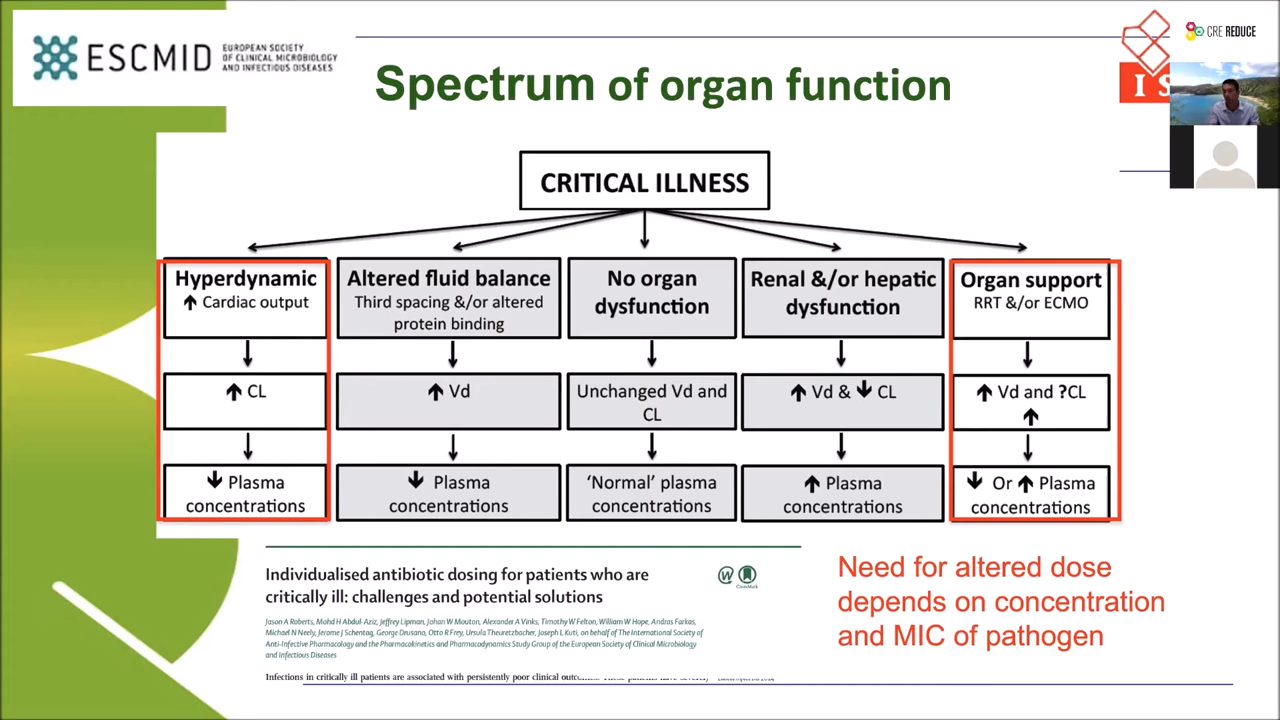 ESCMID
EUROPEAN SOCIETY
OF CLINICAL MICROBIOLOGY
AND INFECTIOUS DISEASES
Spectrum of organ function
CRE REDUCE
I S
CRITICAL ILLNESS
Hyperdynamic
↑ Cardiac output
↑ CL
↓ Plasma
concentrations
Altered fluid balance
Third spacing &/or altered
protein binding
↑ Vd
↓ Plasma
concentrations
No organ
dysfunction
Unchanged Vd and
CL
‘Normal’ plasma
concentrations
Renal &/or hepatic
dysfunction
↑ Vd & ↓ CL
↑ Plasma
concentrations
Organ support
RRT &/or ECMO
↑ Vd and ?CL
↑
↓ Or ↑ Plasma
concentrations
Individualised antibiotic dosing for patients who are
critically ill: challenges and potential solutions
CrossMark
Jason A Roberts, Mohd H Abdul-Aziz, Jeffrey Lipman, Johan W Mouton, Alexander A Vinks, Timothy W Felton, William W Hope, Andras Farkas,
Michael N Neely, Jerome J Schentag, George Drusano, Otto R Frey, Ursula Theuretzbacher, Joseph L Kuti, on behalf of The International Society of
Anti-Infective Pharmacology and the Pharmacokinetics and Pharmacodynamics Study Group of the European Society of Clinical Microbiology
and Infectious Diseases
Infections in critically ill patients are associated with persistently poor clinical
Need for altered dose
depends on concentration
and MIC of pathogen